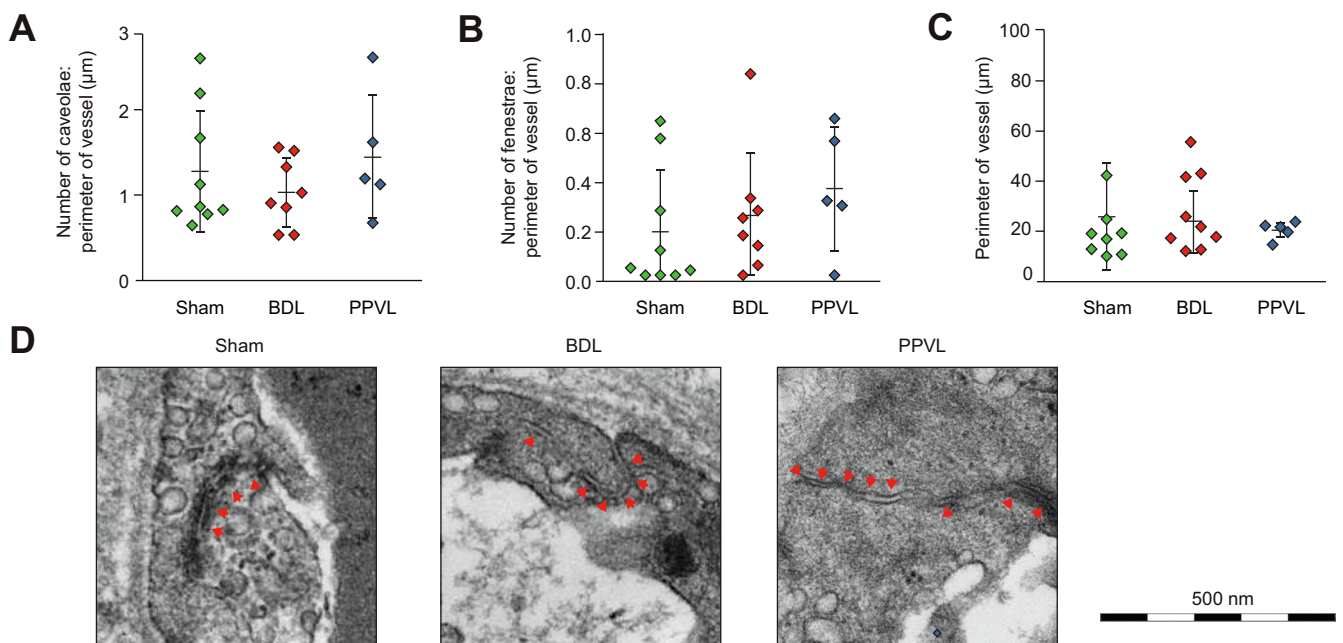 A
Number of caveolae:
perimeter of vessel (µm)
3
2
1
0
Sham BDL PPVL
B
Number of fenestrae:
perimeter of vessel (µm)
1.0
0.8
0.8
0.4
0.2
0
Sham BDL PPVL
C
Perimeter of vessel (µm)
100
80
60
40
20
0
Sham BDL PPVL
D
Sham
BDL
PPVL
500 nm